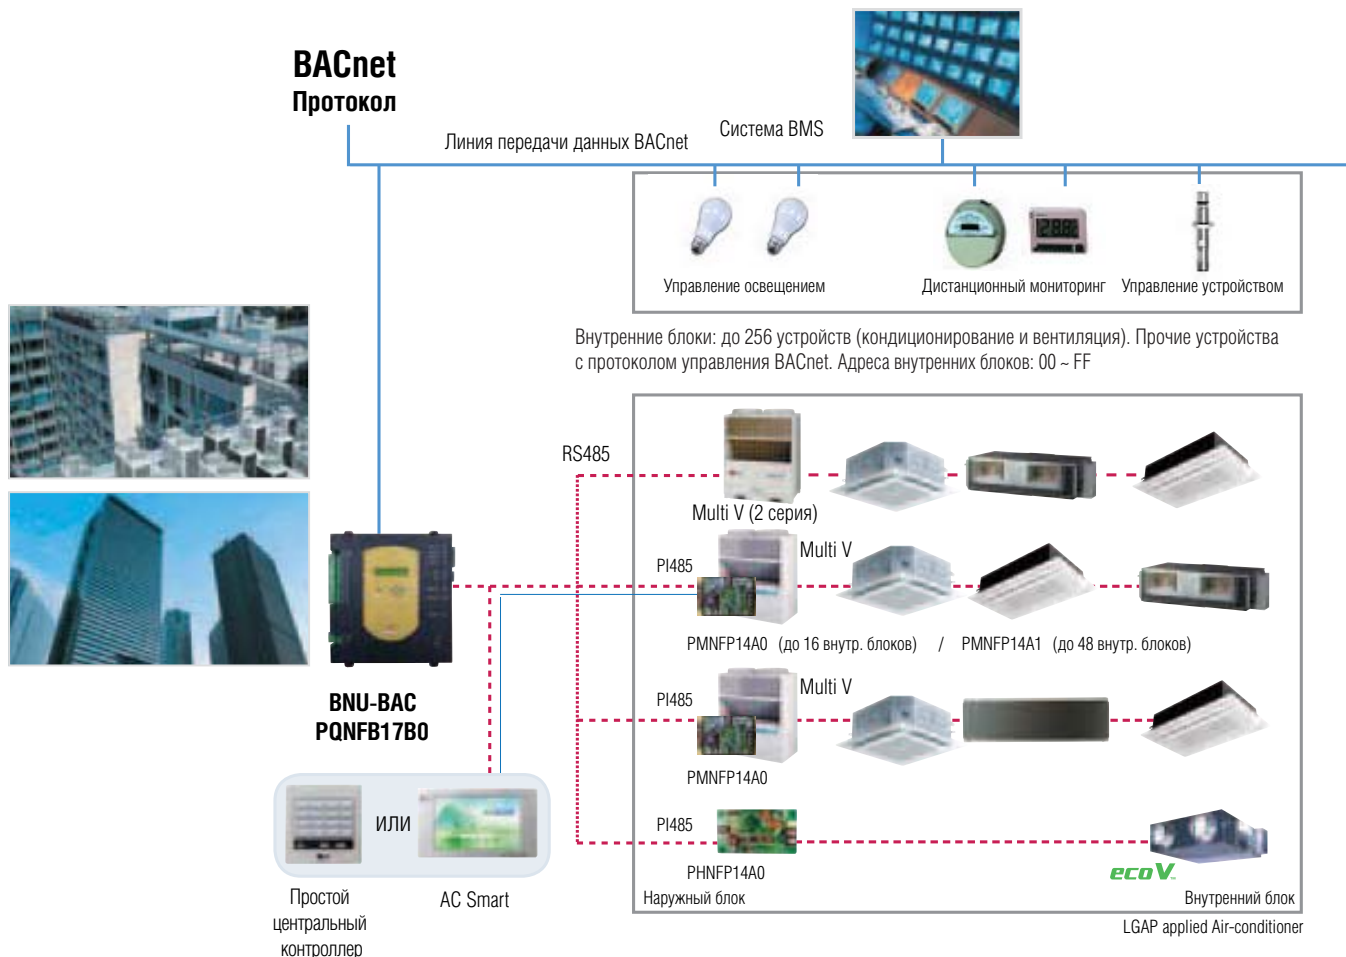 BACnet
Протокол
Линия передачи данных BACnet
Система BMS
Управление освещением
Дистанционный мониторинг
Управление устройством
Внутренние блоки: до 256 устройств (кондиционирование и вентиляция). Прочие устройства
с протоколом управления BACnet. Адреса внутренних блоков: 00 ~ FF
RS485
Multi V (2 серия)
PI485
Multi V
PMNFP14A0 (до 16 внутр. блоков) / PMNFP14A1 (до 48 внутр. блоков)
BNU-BAC
PQNFB17B0
PI485
Multi V
PMNFP14A0
ИЛИ
PI485
PHNFP14A0
eco V
Наружный блок
Внутренний блок
Простой
центральный
контроллер
AC Smart
LGAP applied Air-conditioner